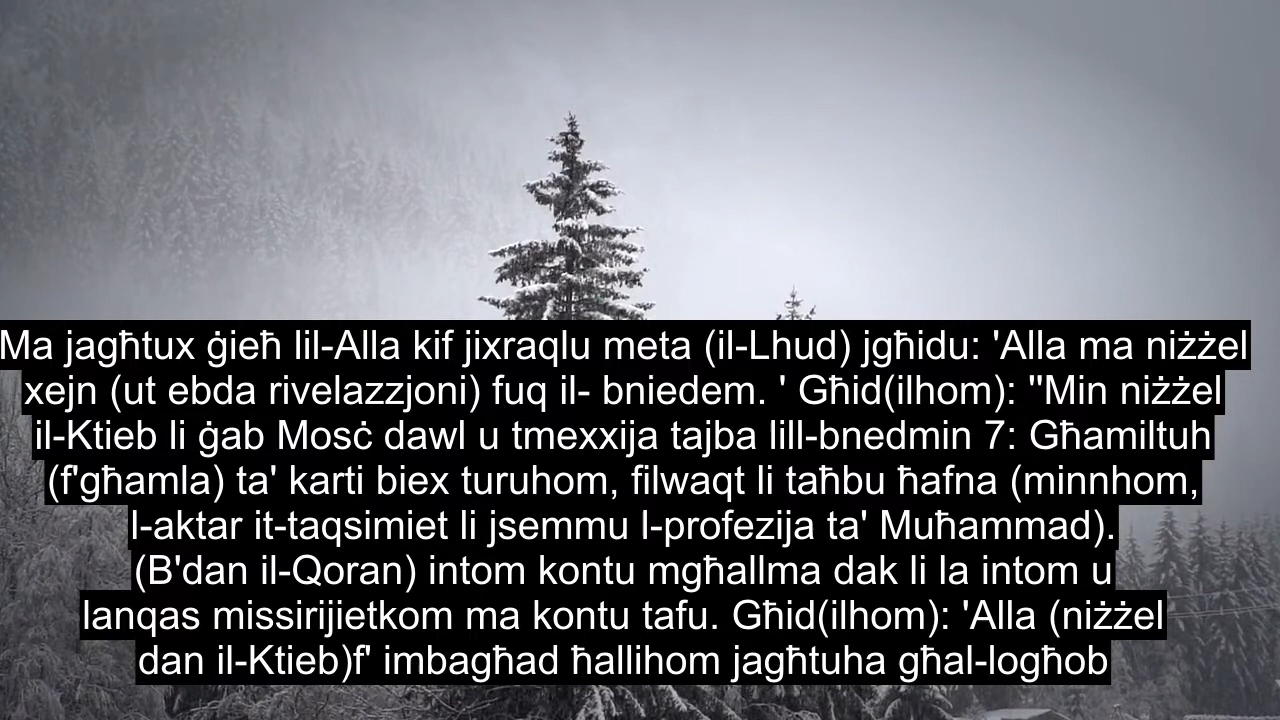 Ma jagħtux ġieħ lil-Alla kif jixraqlu meta (il-Lhud) jgħidu: 'Alla ma niżżel
xejn (ut ebda rivelazzjoni) fuq il- bniedem. ' Għid(ilhom): "Min niżżel
il-Ktieb li ġab Mosċ dawl u tmexxija tajba lill-bnedmin 7: Għamiltuh
(f'għamla) ta' karti biex turuhom, filwaqt li taħbu ħafna (minnhom,
l-aktar it-taqsimiet li jsemmu l-profezija ta' Muħammad).
(B'dan il-Qoran) intom kontu mgħallma dak li la intom u
lanqas missirijietkom ma kontu tafu. Għid(ilhom): 'Alla (niżżel
dan il-Ktieb)f' imbagħad ħallihom jagħtuha għal-logħob